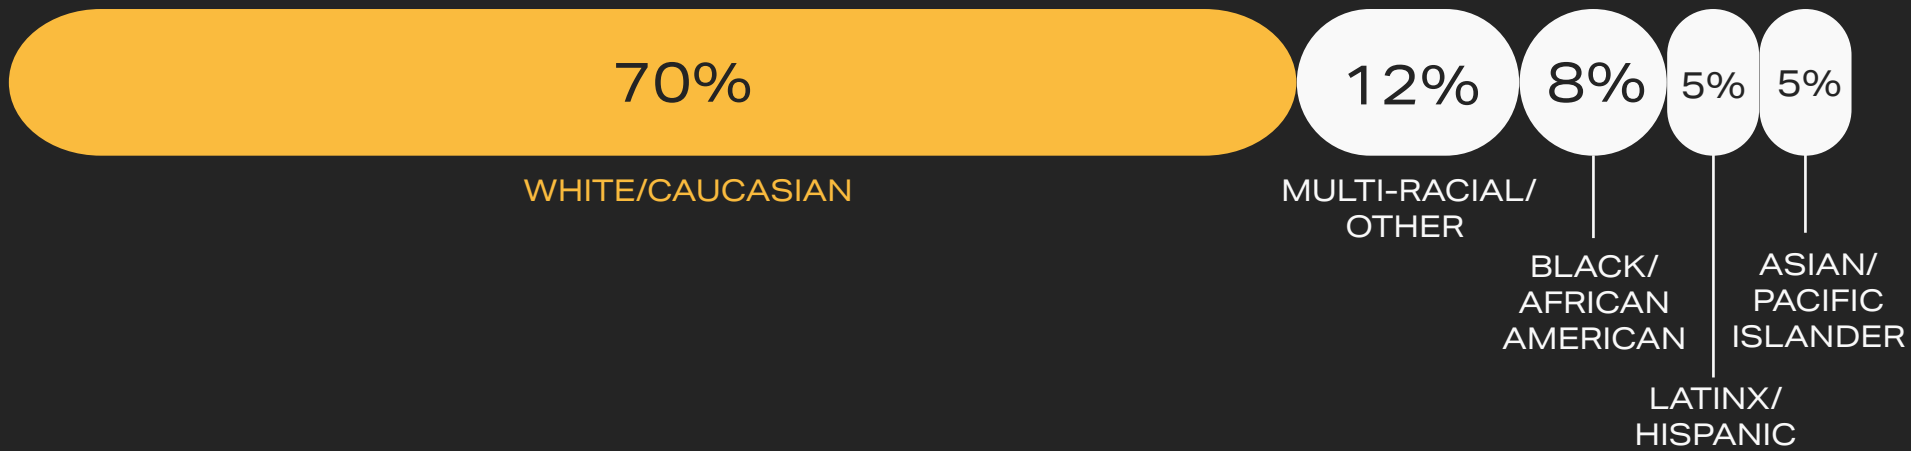 70%
12%
8%
5%
5%
WHITE/CAUCASIAN
MULTI-RACIAL/
OTHER
BLACK/
AFRICAN
AMERICAN
LATINX/
HISPANIC
ASIAN/
PACIFIC
ISLANDER